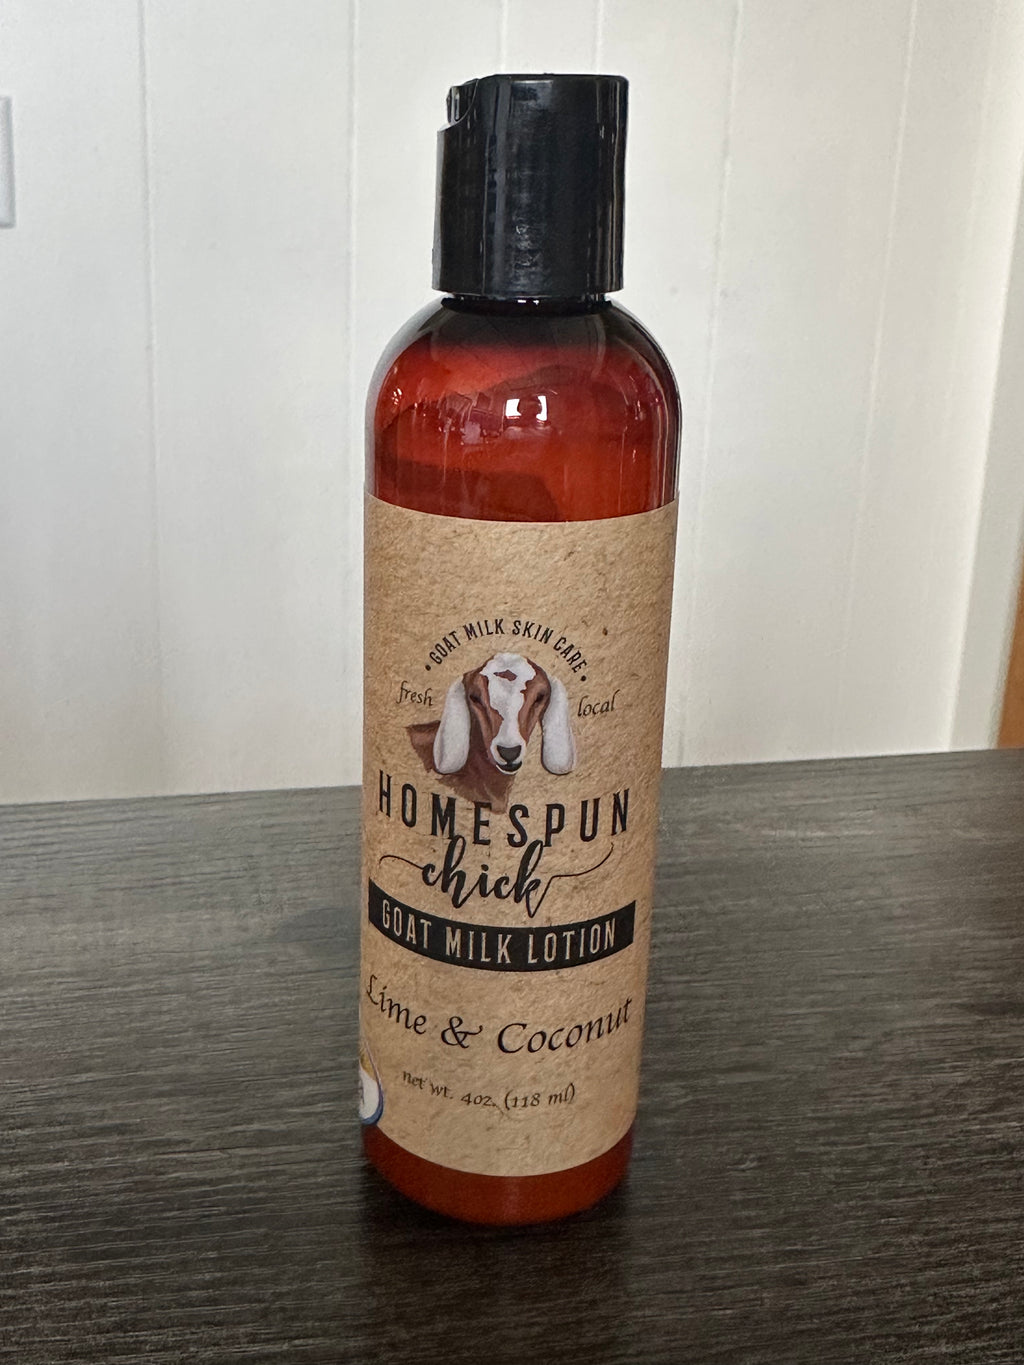 • GOAT MILK SKIN CARE •
fresh
local
HOMESPUN
chick
GOAT MILK LOTION
Lime & Coconut
net wt. 4oz. (118 ml)